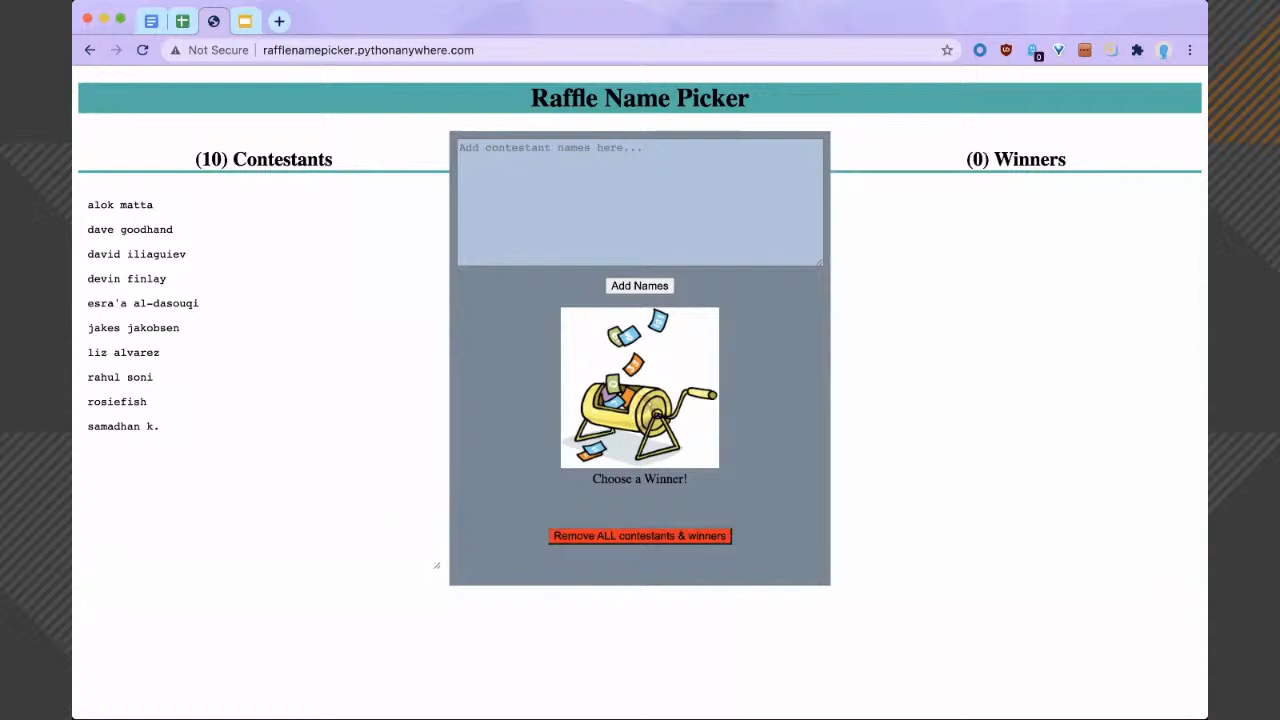 Not Secure
rafflenamepicker.pythonanywhere.com
0
Raffle Name Picker
(10) Contestants
alok matta
dave goodhand
david iliaguiev
devin finlay
esra'a al-dasouqi
jakes jakobsen
liz alvarez
rahul soni
rosiefish
samadhan k.
Add contestant names here...
Add Names
Choose a Winner!
Remove ALL contestants & winners
(0) Winners